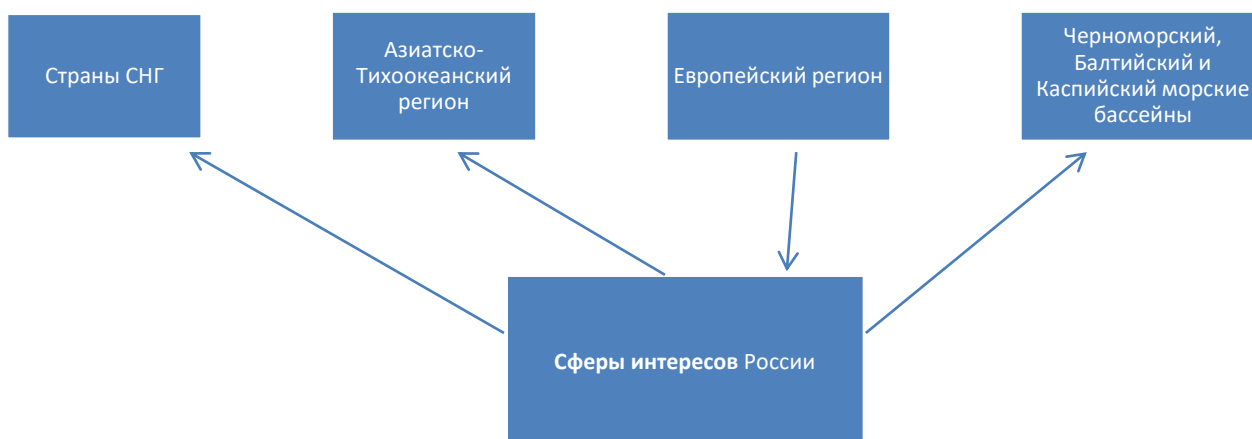 Страны СНГ
Азиатско-
Тихоокеанский
регион
Европейский регион
Черноморский,
Балтийский и
Каспийский морские
бассейны
Сферы интересов России